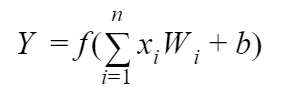 Y = f(∑_{i=1}^{n} x_i W_i + b)